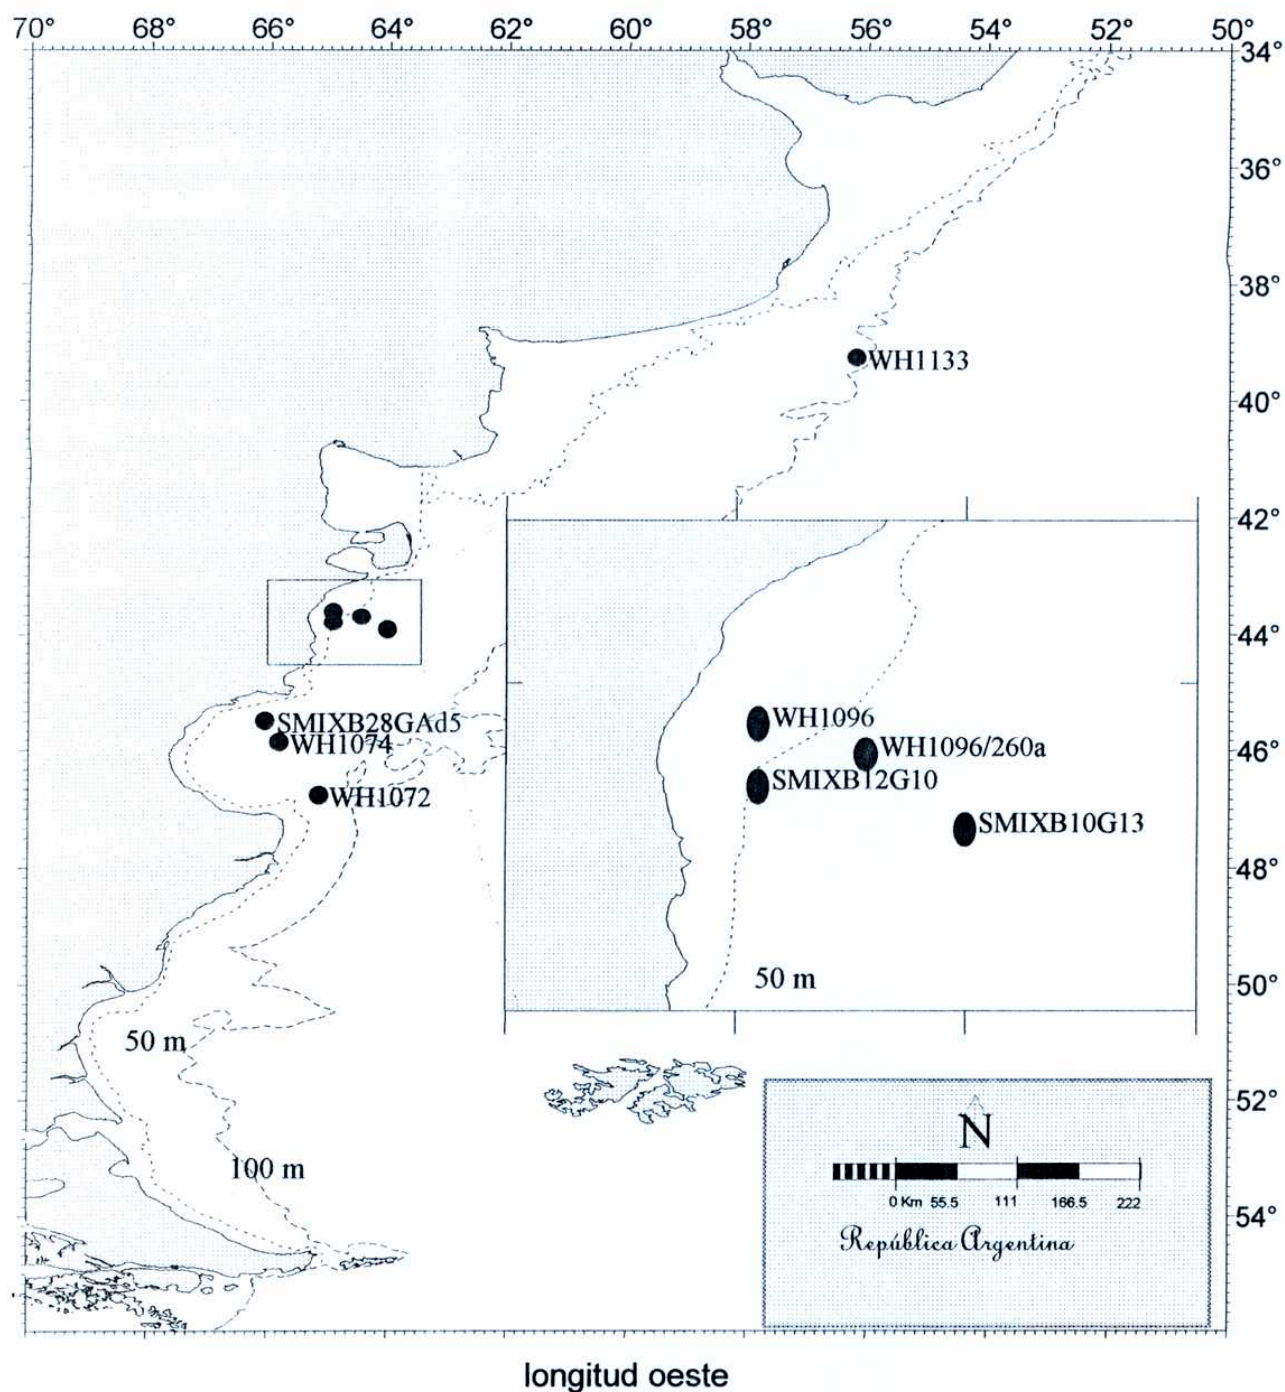 70° 68° 66° 64° 62° 60° 58° 56° 54° 52° 50°
34°
36°
38°
WH1133
40°
42°
44°
WH1096
SMIXB28GAd5
WH1074
WH1096/260a
46°
SMIXB12G10
WH1072
SMIXB10G13
48°
50 m
50°
50 m
52°
N
100 m
0 Km 55.5 111 166.5 222
54°
República Argentina
longitud oeste